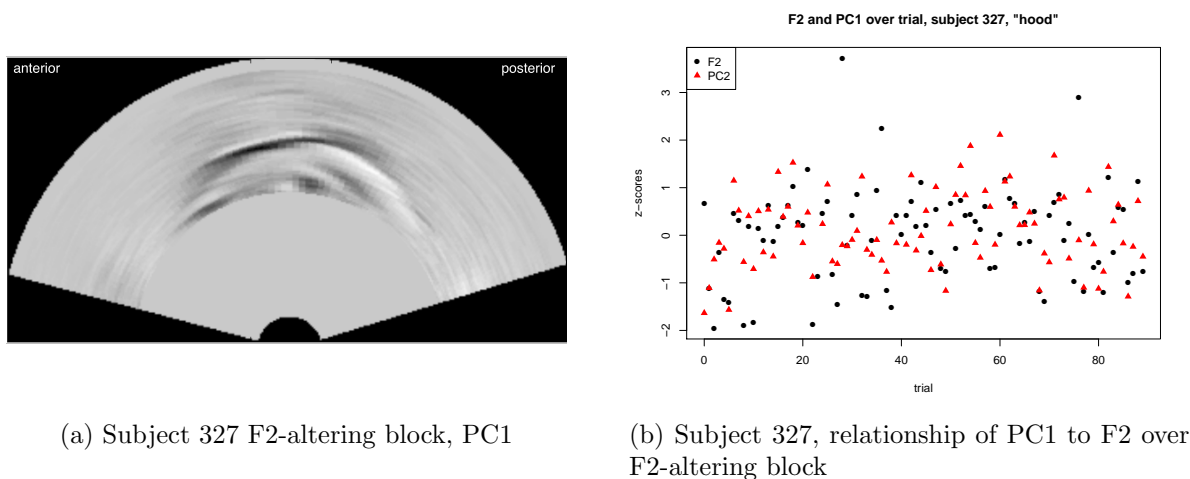 anterior
posterior
(a) Subject 327 F2-altering block, PC1
F2 and PC1 over trial, subject 327, "hood"
F2
PC2
3
2
1
0
−1
−2
z−scores
0
20
40
60
80
trial
(b) Subject 327, relationship of PC1 to F2 over
F2-altering block